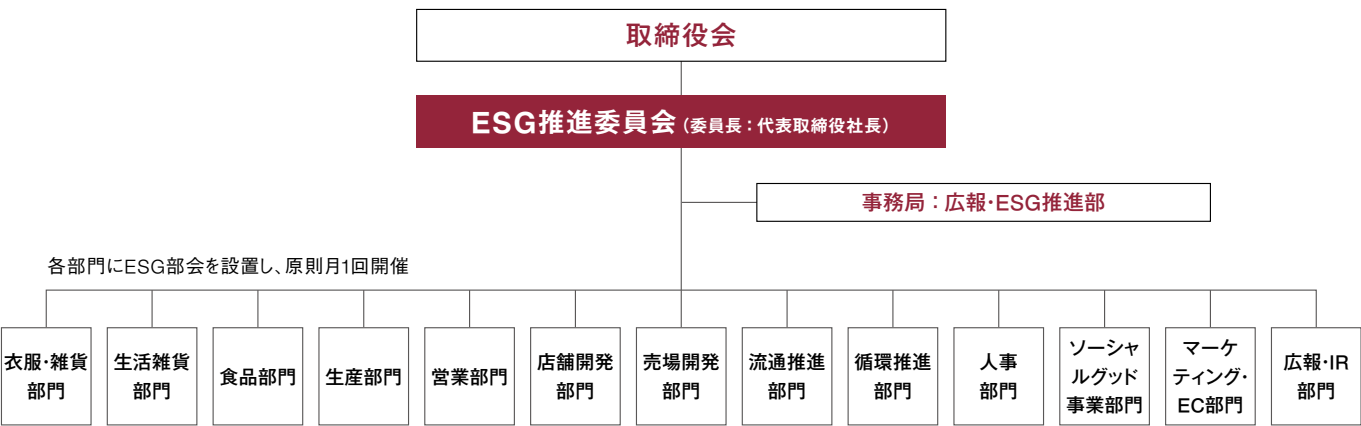 取締役会
ESG推進委員会（委員長：代表取締役社長）
事務局：広報・ESG推進部
各部門にESG部会を設置し、原則月1回開催
衣服・雑貨
部門
生活雑貨
部門
食品部門
生産部門
営業部門
店舗開発
部門
売場開発
部門
流通推進
部門
循環推進
部門
人事
部門
ソーシャ
ルグッド
事業部門
マーケ
ティング・
EC部門
広報・IR
部門